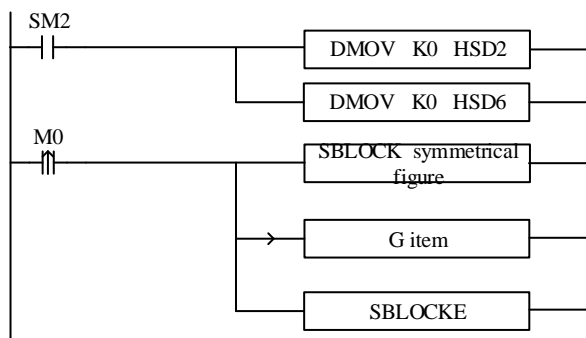 SM2
DMOV K0 HSD2
DMOV K0 HSD6
M0
SBLOCK symmetrical
figure
G item
SBLOCKE